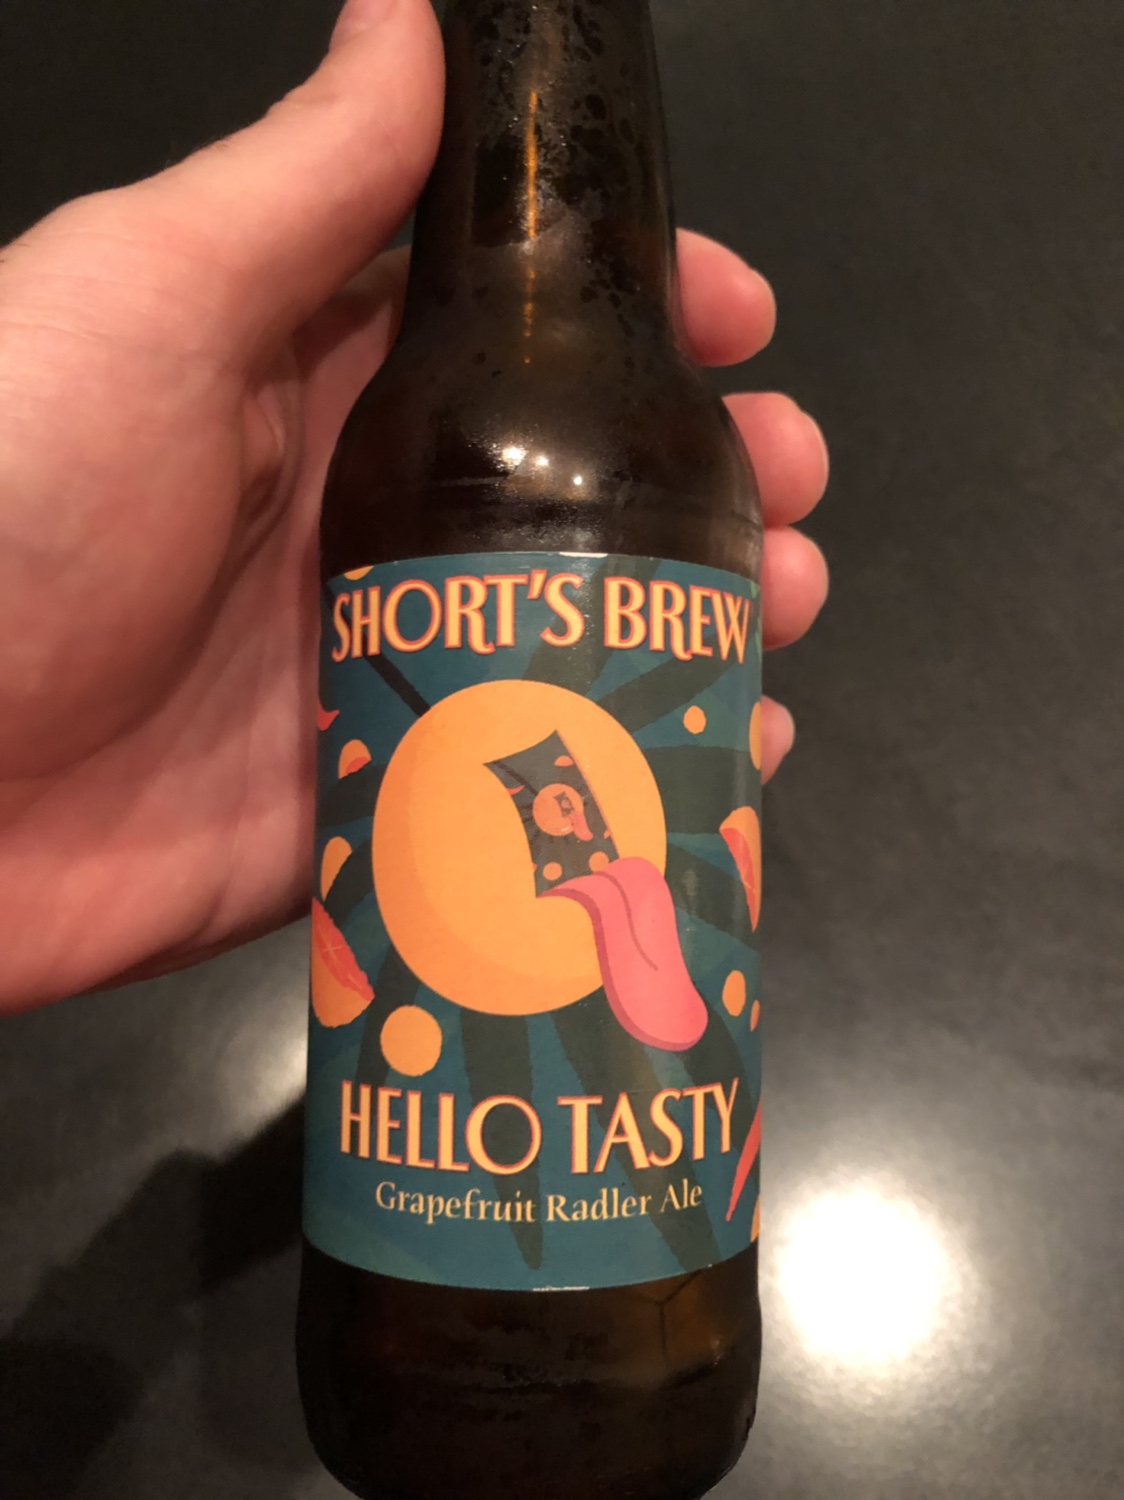 SHORT'S BREW
HELLO TASTY
Grapefruit Radler Ale